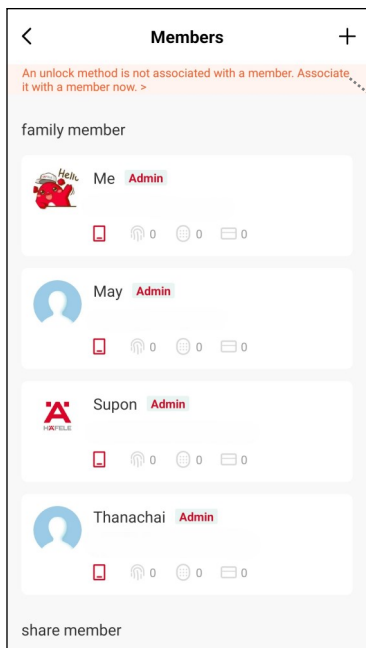 Members
An unlock method is not associated with a member. Associate
it with a member now. >
family member
Hello
Me Admin
0 0 0
May Admin
0 0 0
Supon Admin
HÄFELE
0 0 0
Thanachai Admin
0 0 0
share member